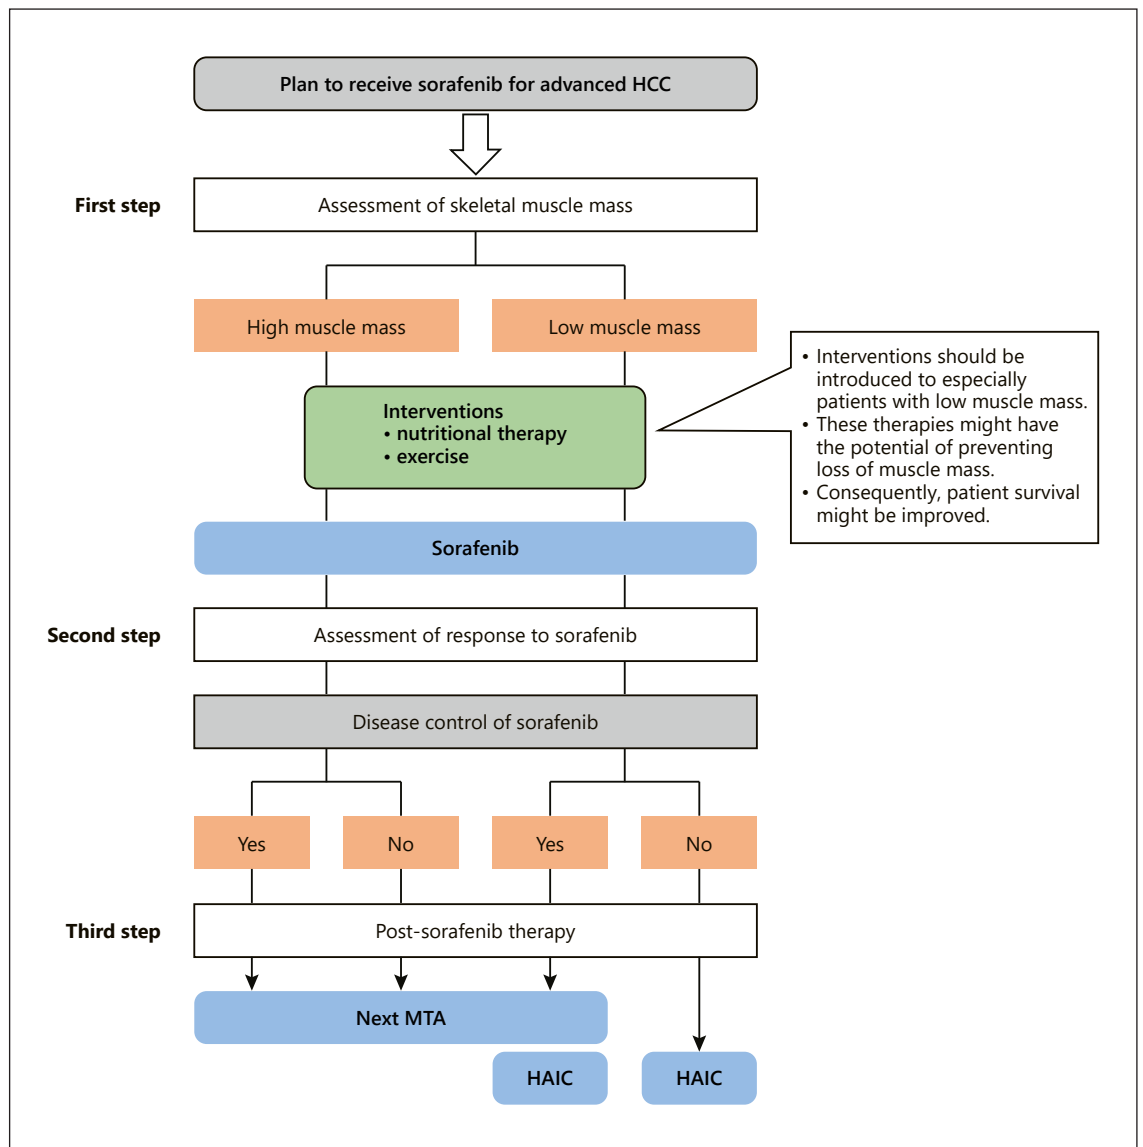 Plan to receive sorafenib for advanced HCC
First step
Assessment of skeletal muscle mass
High muscle mass
Low muscle mass
• Interventions should be
introduced to especially
patients with low muscle mass.
• These therapies might have
the potential of preventing
loss of muscle mass.
• Consequently, patient survival
might be improved.
Interventions
• nutritional therapy
• exercise
Sorafenib
Second step
Assessment of response to sorafenib
Disease control of sorafenib
Yes
No
Yes
No
Third step
Post-sorafenib therapy
Next MTA
HAIC
HAIC